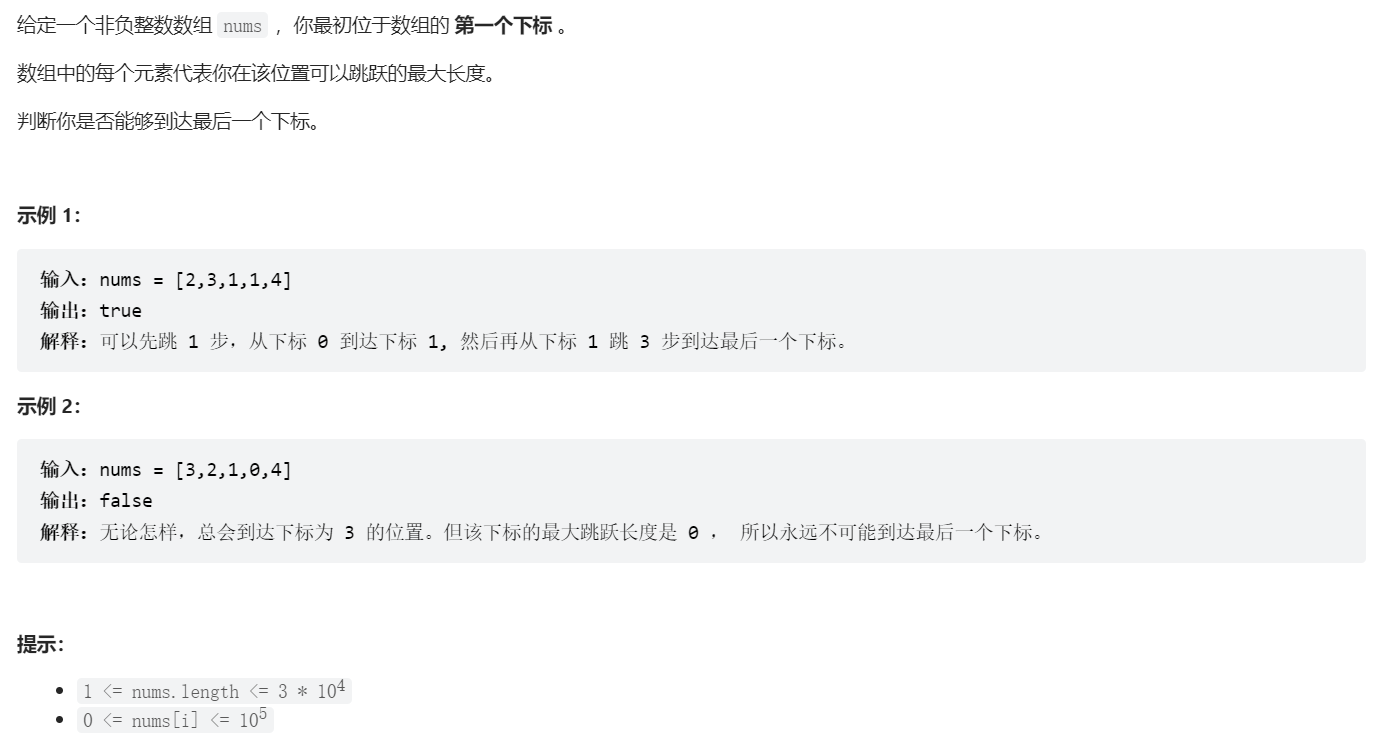 给定一个非负整数数组 nums ，你最初位于数组的 第一个下标 。
数组中的每个元素代表你在该位置可以跳跃的最大长度。
判断你是否能够到达最后一个下标。
示例 1：
输入：nums = [2,3,1,1,4]
输出：true
解释：可以先跳 1 步，从下标 0 到达下标 1, 然后再从下标 1 跳 3 步到达最后一个下标。
示例 2：
输入：nums = [3,2,1,0,4]
输出：false
解释：无论怎样，总会到达下标为 3 的位置。但该下标的最大跳跃长度是 0 ， 所以永远不可能到达最后一个下标。
提示：
• 1 <= nums.length <= 3 * 10⁴
• 0 <= nums[i] <= 10⁵